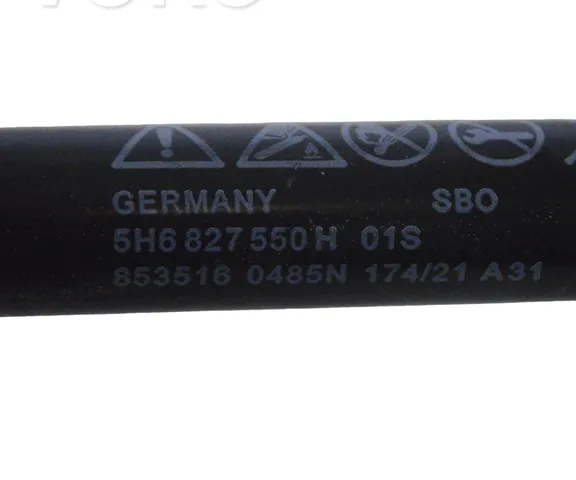 GERMANY SBO
5H6 827 550 H 01S
853516 0485N 174/21 A31